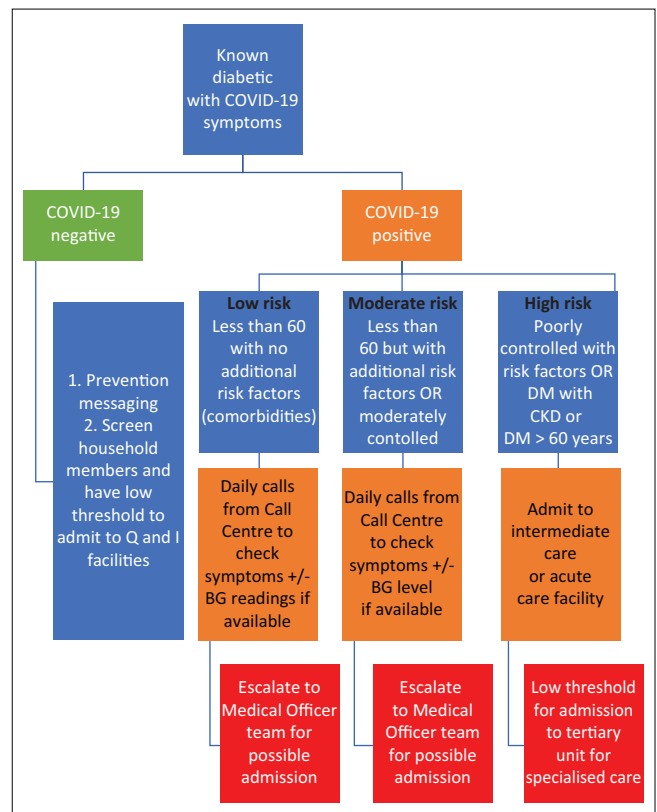 Known
diabetic
with COVID-19
symptoms
COVID-19
negative
COVID-19
positive
1. Prevention
messaging
2. Screen
household
members and
have low
threshold to
admit to Q and I
facilities
Low risk
Less than 60
with no
additional
risk factors
(comorbidities)
Moderate risk
Less than
60 but with
additional risk
factors OR
moderately
contolled
High risk
Poorly
controlled with
risk factors OR
DM with
CKD or
DM > 60 years
Daily calls
from Call
Centre to
check
symptoms +/-
BG readings if
available
Daily calls from
Call Centre
to check
symptoms +/-
BG level
if available
Admit to
intermediate
care
or acute
care facility
Escalate to
Medical Officer
team for
possible
admission
Escalate
to Medical
Officer team
for possible
admission
Low threshold
for admission
to tertiary
unit for
specialised care